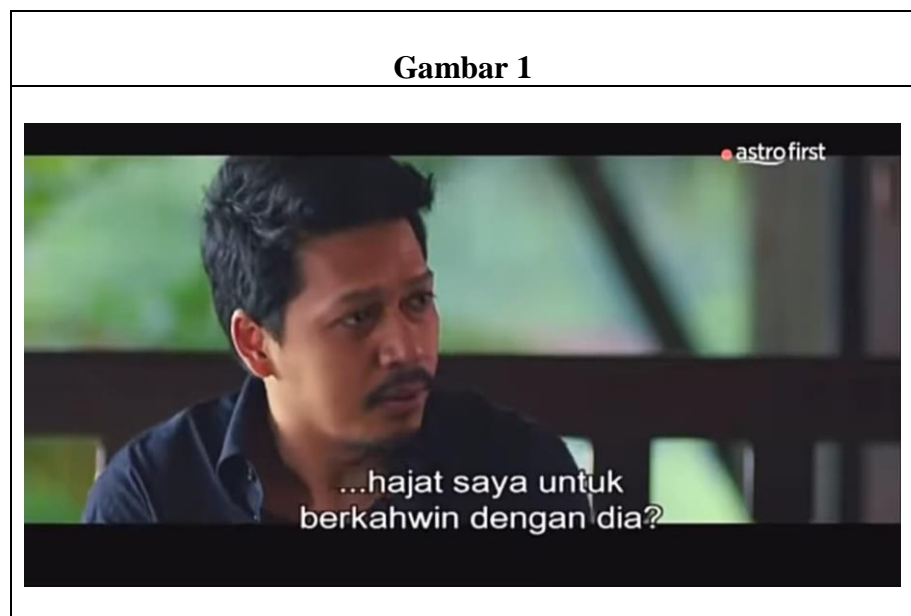 Gambar 1
astro first
...hajat saya untuk
berkahwin dengan dia?